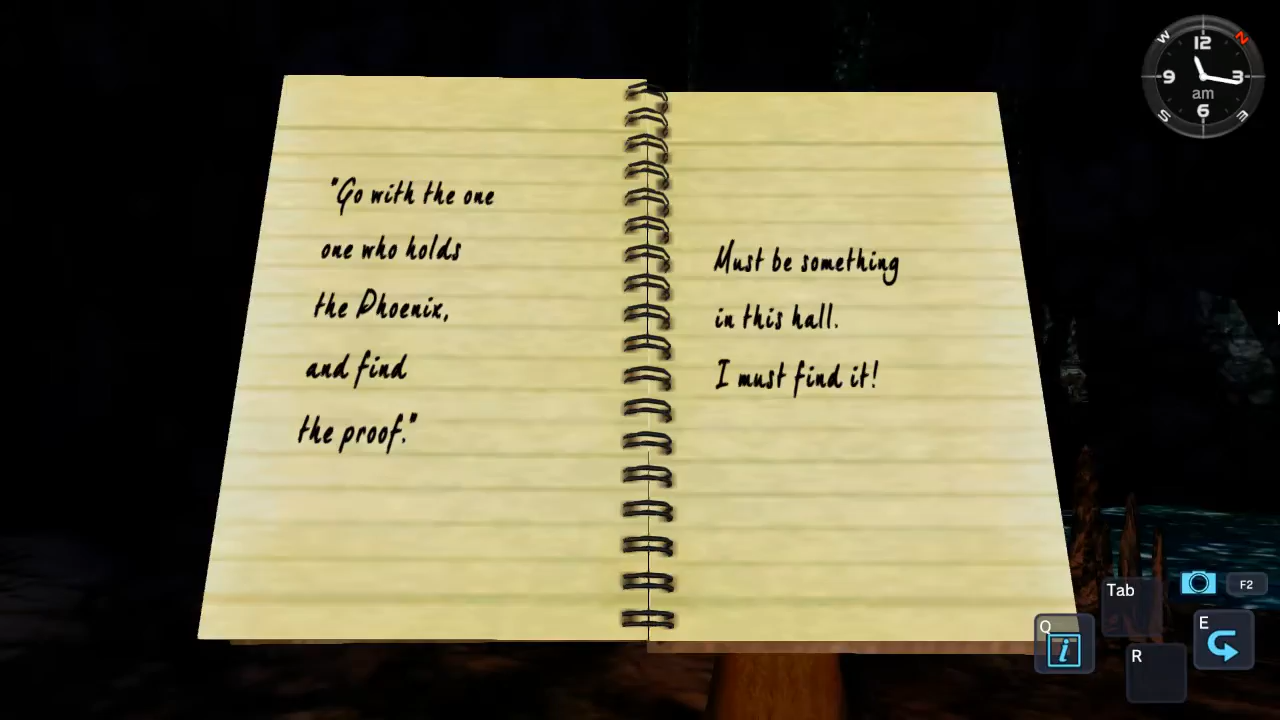 "Go with the one
one who holds
the Phoenix,
and find
the proof."
Must be something
in this hall.
I must find it!
W
N
S
E
12
9
3
am
6
Tab
F2
Q
i
E
R